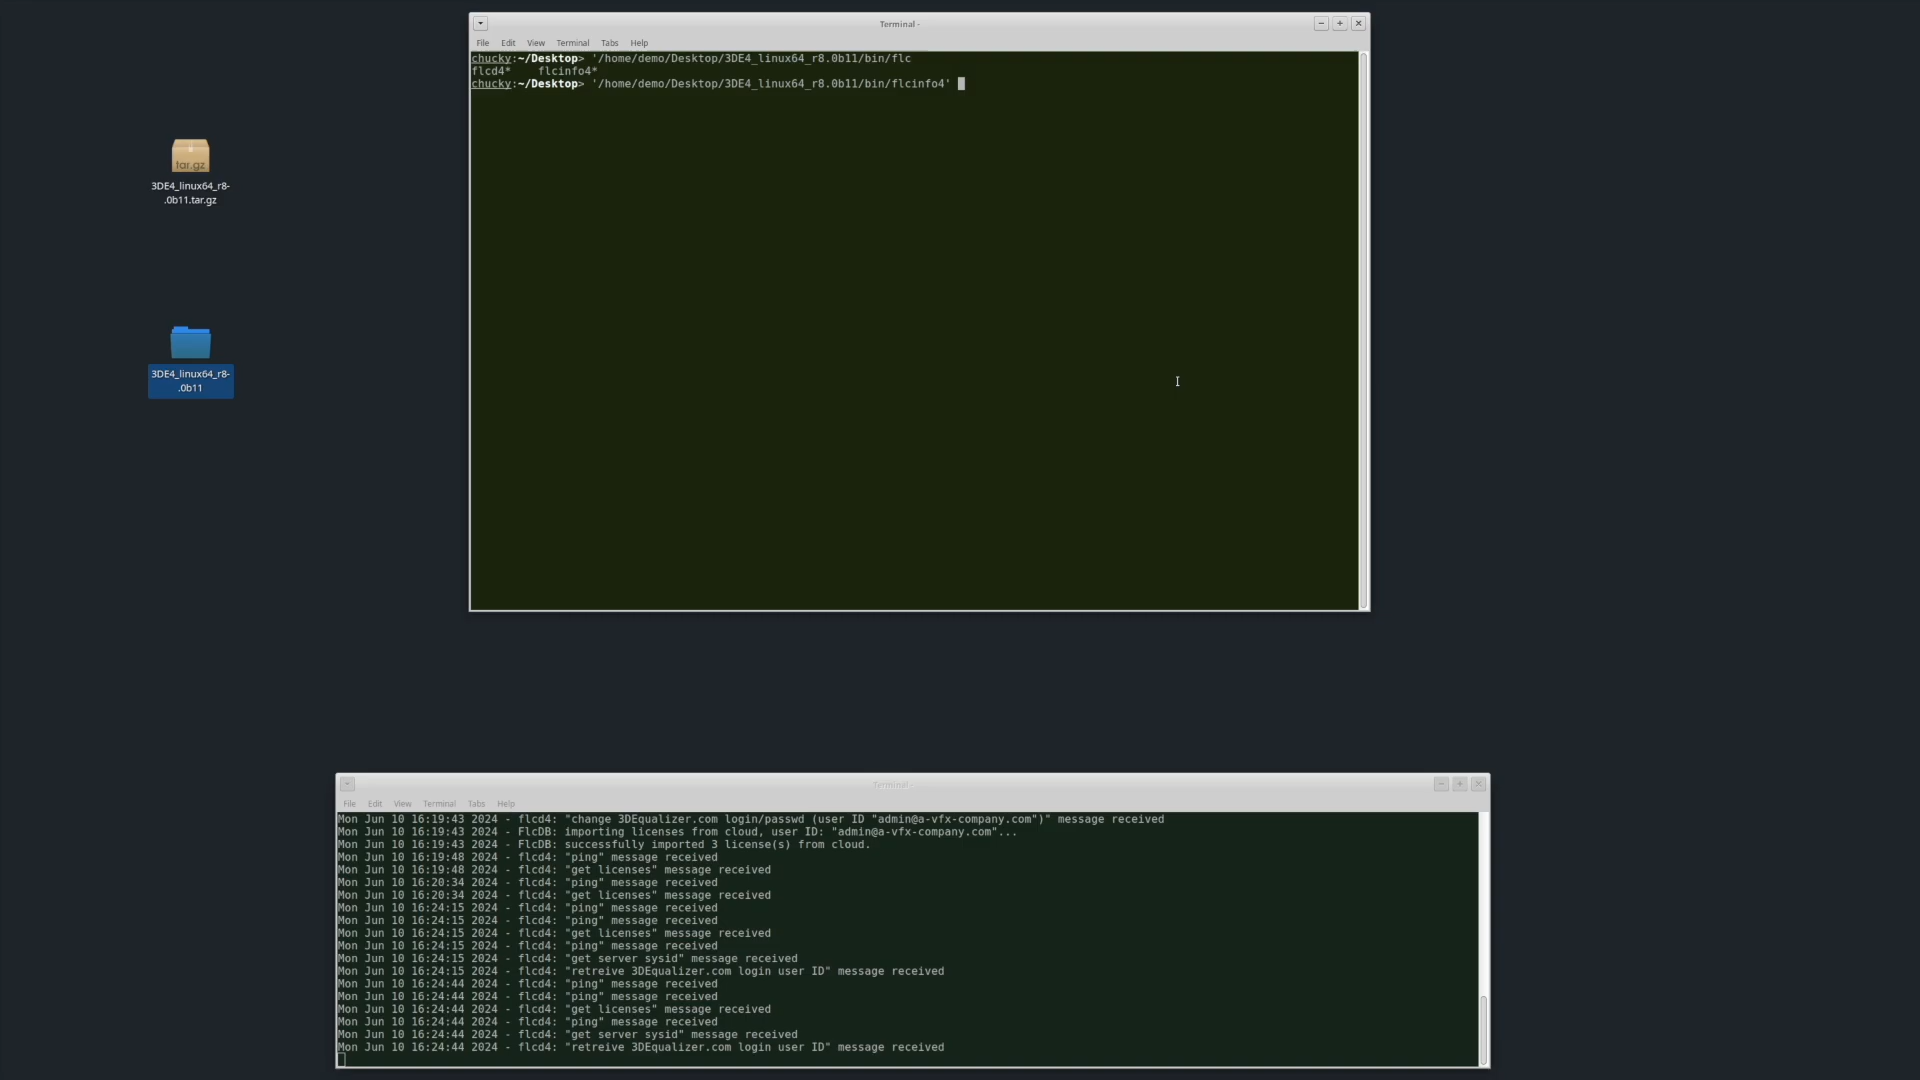 Terminal -
File Edit View Terminal Tabs Help
chucky:~/Desktop> '/home/demo/Desktop/3DE4_linux64_r8.0b11/bin/flc
flcd4* flcinfo4*
chucky:~/Desktop> '/home/demo/Desktop/3DE4_linux64_r8.0b11/bin/flcinfo4'
tar.gz
3DE4_linux64_r8-
.0b11.tar.gz
3DE4_linux64_r8-
.0b11
Terminal -
File Edit View Terminal Tabs Help
Mon Jun 10 16:19:43 2024 - flcd4: "change 3DEqualizer.com login/passwd (user ID "admin@a-vfx-company.com")" message received
Mon Jun 10 16:19:43 2024 - FlcDB: importing licenses from cloud, user ID: "admin@a-vfx-company.com"...
Mon Jun 10 16:19:43 2024 - FlcDB: successfully imported 3 license(s) from cloud.
Mon Jun 10 16:19:48 2024 - flcd4: "ping" message received
Mon Jun 10 16:19:48 2024 - flcd4: "get licenses" message received
Mon Jun 10 16:20:34 2024 - flcd4: "ping" message received
Mon Jun 10 16:20:34 2024 - flcd4: "get licenses" message received
Mon Jun 10 16:24:15 2024 - flcd4: "ping" message received
Mon Jun 10 16:24:15 2024 - flcd4: "ping" message received
Mon Jun 10 16:24:15 2024 - flcd4: "get licenses" message received
Mon Jun 10 16:24:15 2024 - flcd4: "ping" message received
Mon Jun 10 16:24:15 2024 - flcd4: "get server sysid" message received
Mon Jun 10 16:24:15 2024 - flcd4: "retreive 3DEqualizer.com login user ID" message received
Mon Jun 10 16:24:44 2024 - flcd4: "ping" message received
Mon Jun 10 16:24:44 2024 - flcd4: "ping" message received
Mon Jun 10 16:24:44 2024 - flcd4: "get licenses" message received
Mon Jun 10 16:24:44 2024 - flcd4: "ping" message received
Mon Jun 10 16:24:44 2024 - flcd4: "get server sysid" message received
Mon Jun 10 16:24:44 2024 - flcd4: "retreive 3DEqualizer.com login user ID" message received